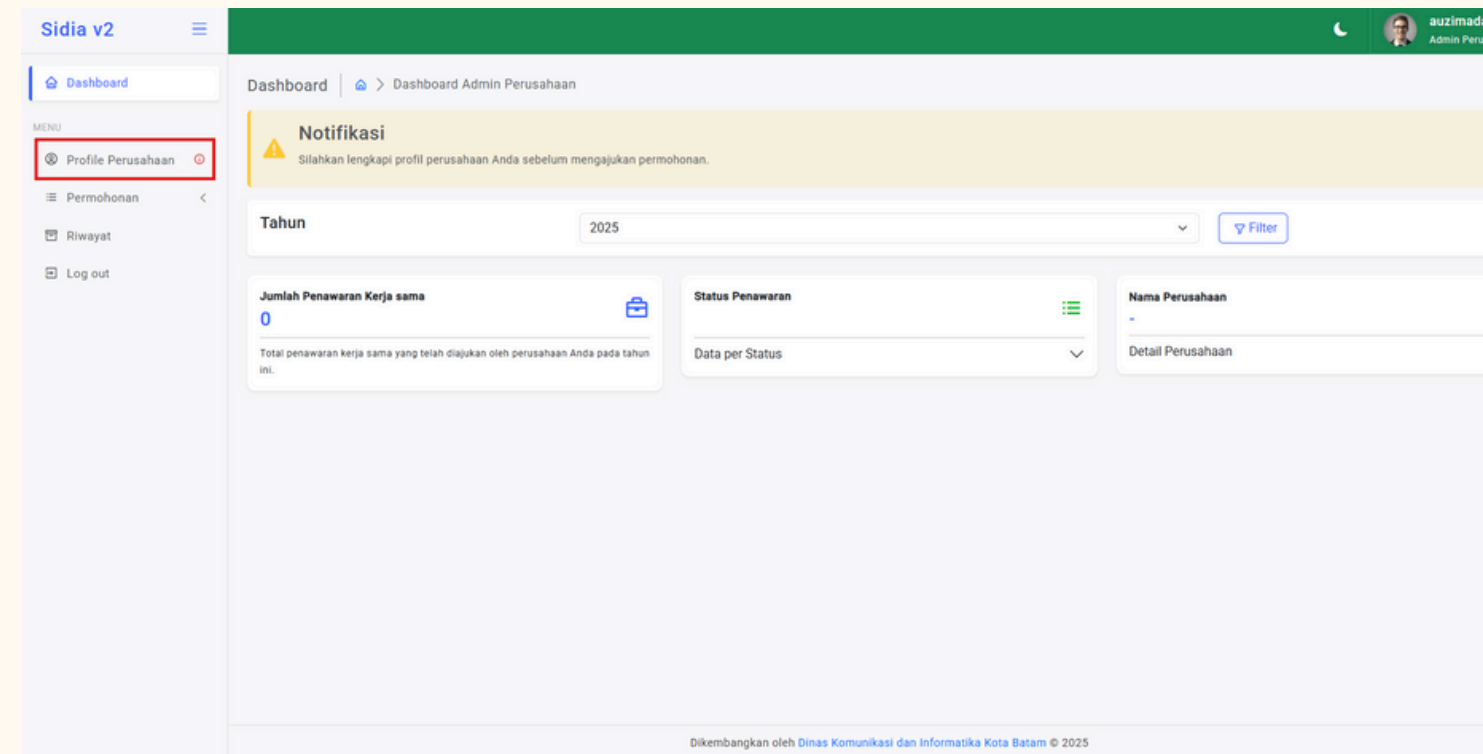 Sidia v2
auzimada
Admin Peru
Dashboard
MENU
Profile Perusahaan
Permohonan
Riwayat
Log out
Dashboard
Dashboard Admin Perusahaan
Notifikasi
Silahkan lengkapi profil perusahaan Anda sebelum mengajukan permohonan.
Tahun
2025
Filter
Jumlah Penawaran Kerja sama
0
Total penawaran kerja sama yang telah diajukan oleh perusahaan Anda pada tahun
ini.
Status Penawaran
Data per Status
Nama Perusahaan
-
Detail Perusahaan
Dikembangkan oleh Dinas Komunikasi dan Informatika Kota Batam © 2025